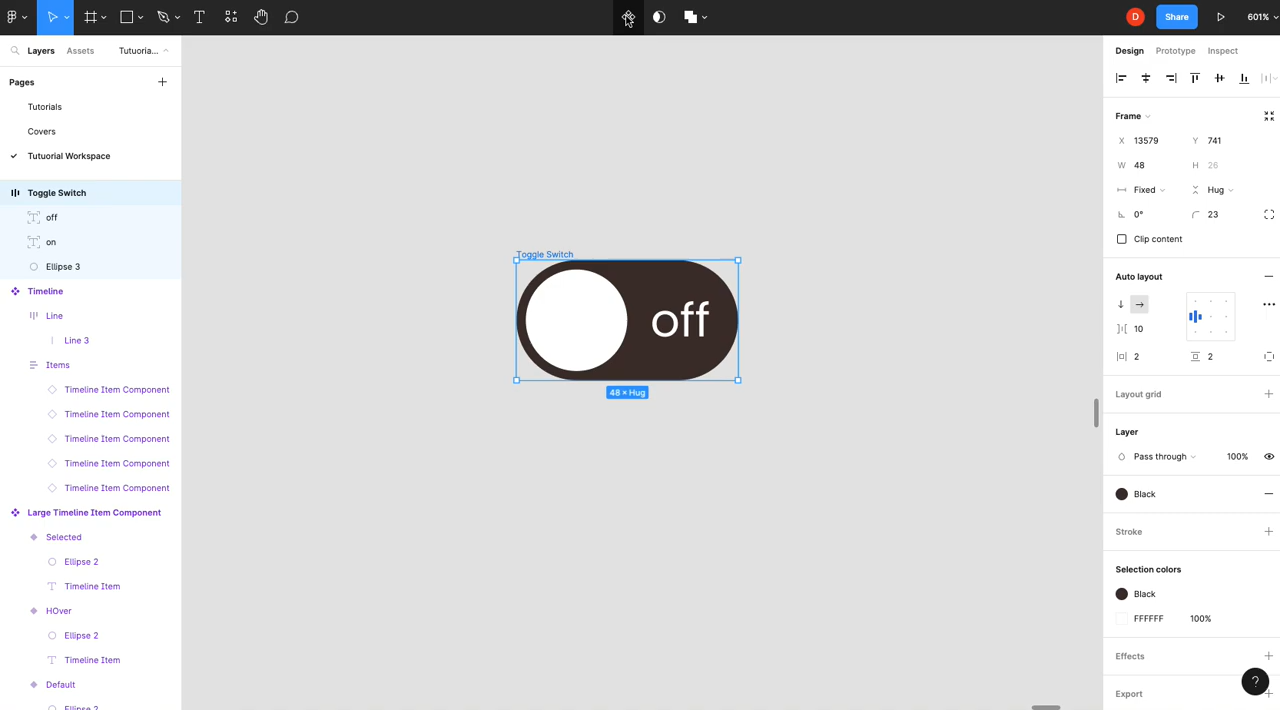 D Share 601%
Layers Assets Tutuoria...
Pages
Tutorials
Covers
Tutuorial Workspace
Toggle Switch
off
on
Ellipse 3
Timeline
Line
Line 3
Items
Timeline Item Component
Timeline Item Component
Timeline Item Component
Timeline Item Component
Timeline Item Component
Large Timeline Item Component
Selected
Ellipse 2
Timeline Item
HOver
Ellipse 2
Timeline Item
Default
Ellipse 2
Toggle Switch
off
48 × Hug
Design Prototype Inspect
Frame
X 13579 Y 741
W 48 H 26
Fixed Hug
0° 23
Clip content
Auto layout
10
2 2
Layout grid
Layer
Pass through 100%
Black
Stroke
Selection colors
Black
FFFFFF 100%
Effects
?
Export